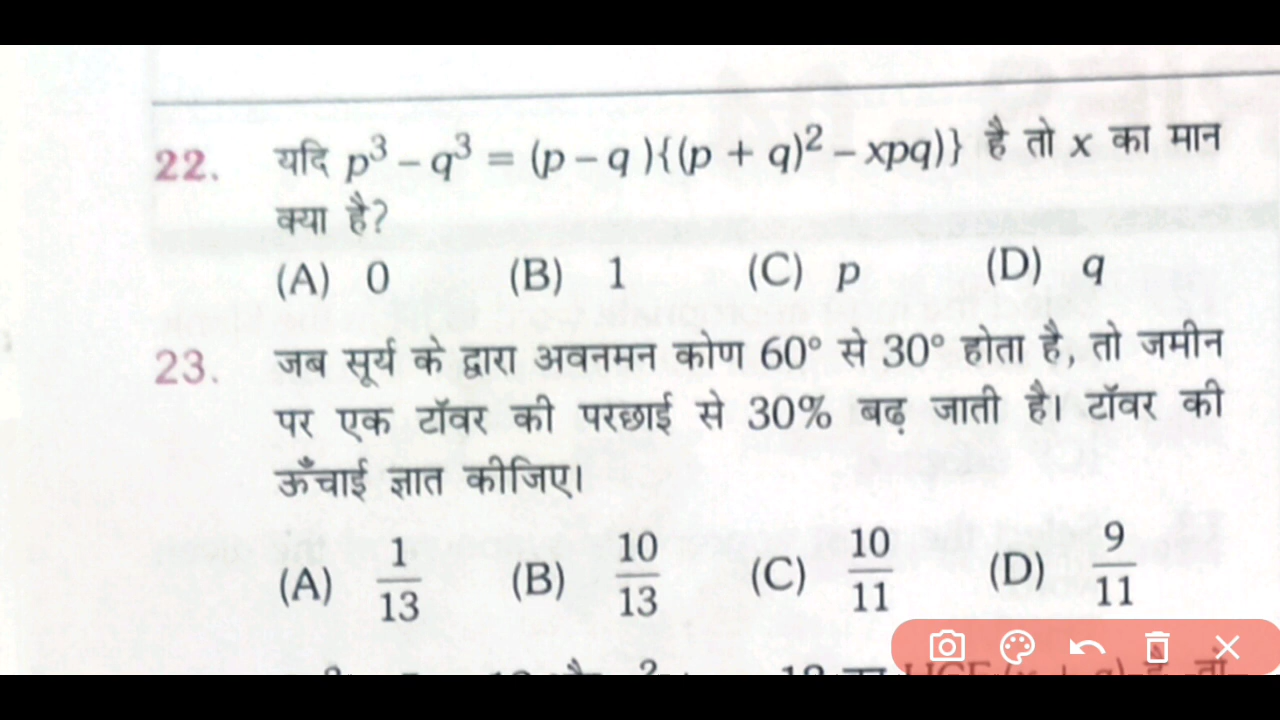 22. यदि p³ – q³ = (p – q ){(p + q)² – xpq)} है तो x का मान
क्या है?
(A) 0 (B) 1 (C) p (D) q
23. जब सूर्य के द्वारा अवनमन कोण 60° से 30° होता है, तो जमीन
पर एक टॉवर की परछाई से 30% बढ़ जाती है। टॉवर की
ऊँचाई ज्ञात कीजिए।
(A) 1/13 (B) 10/13 (C) 10/11 (D) 9/11